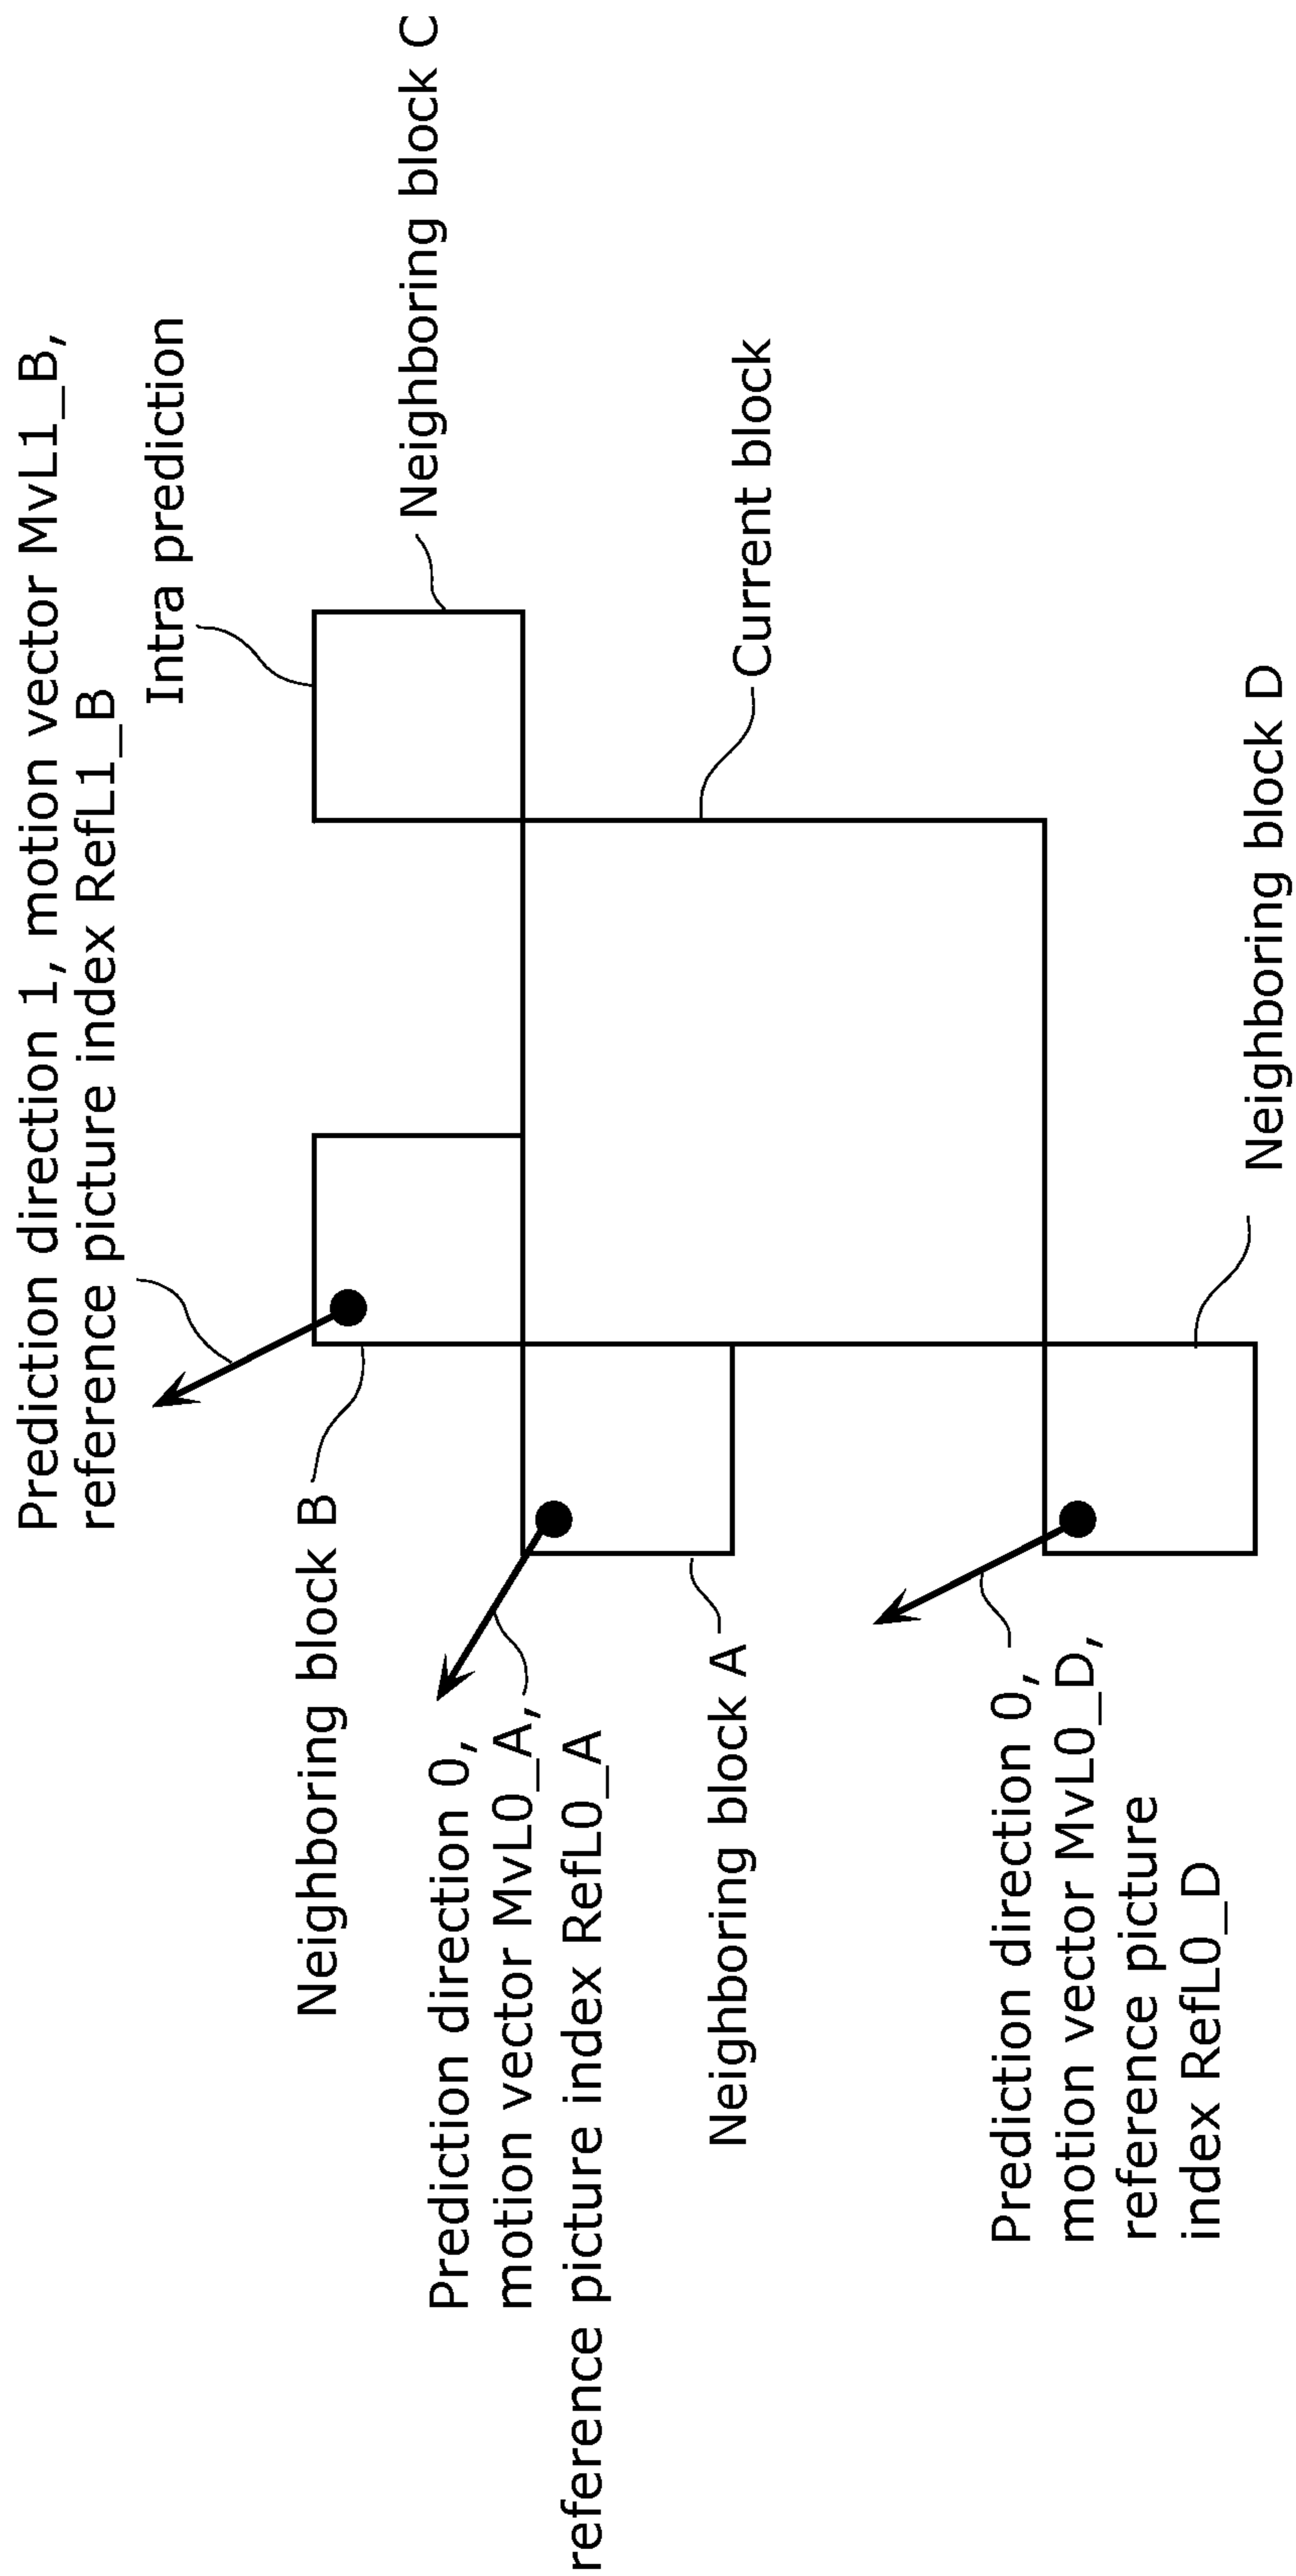 Prediction direction 1, motion vector MvL1_B,
reference picture index RefL1_B
Intra prediction
Neighboring block B
Neighboring block C
Prediction direction 0,
motion vector MvL0_A,
reference picture index RefL0_A
Neighboring block A
Current block
Prediction direction 0,
motion vector MvL0_D,
reference picture
index RefL0_D
Neighboring block D